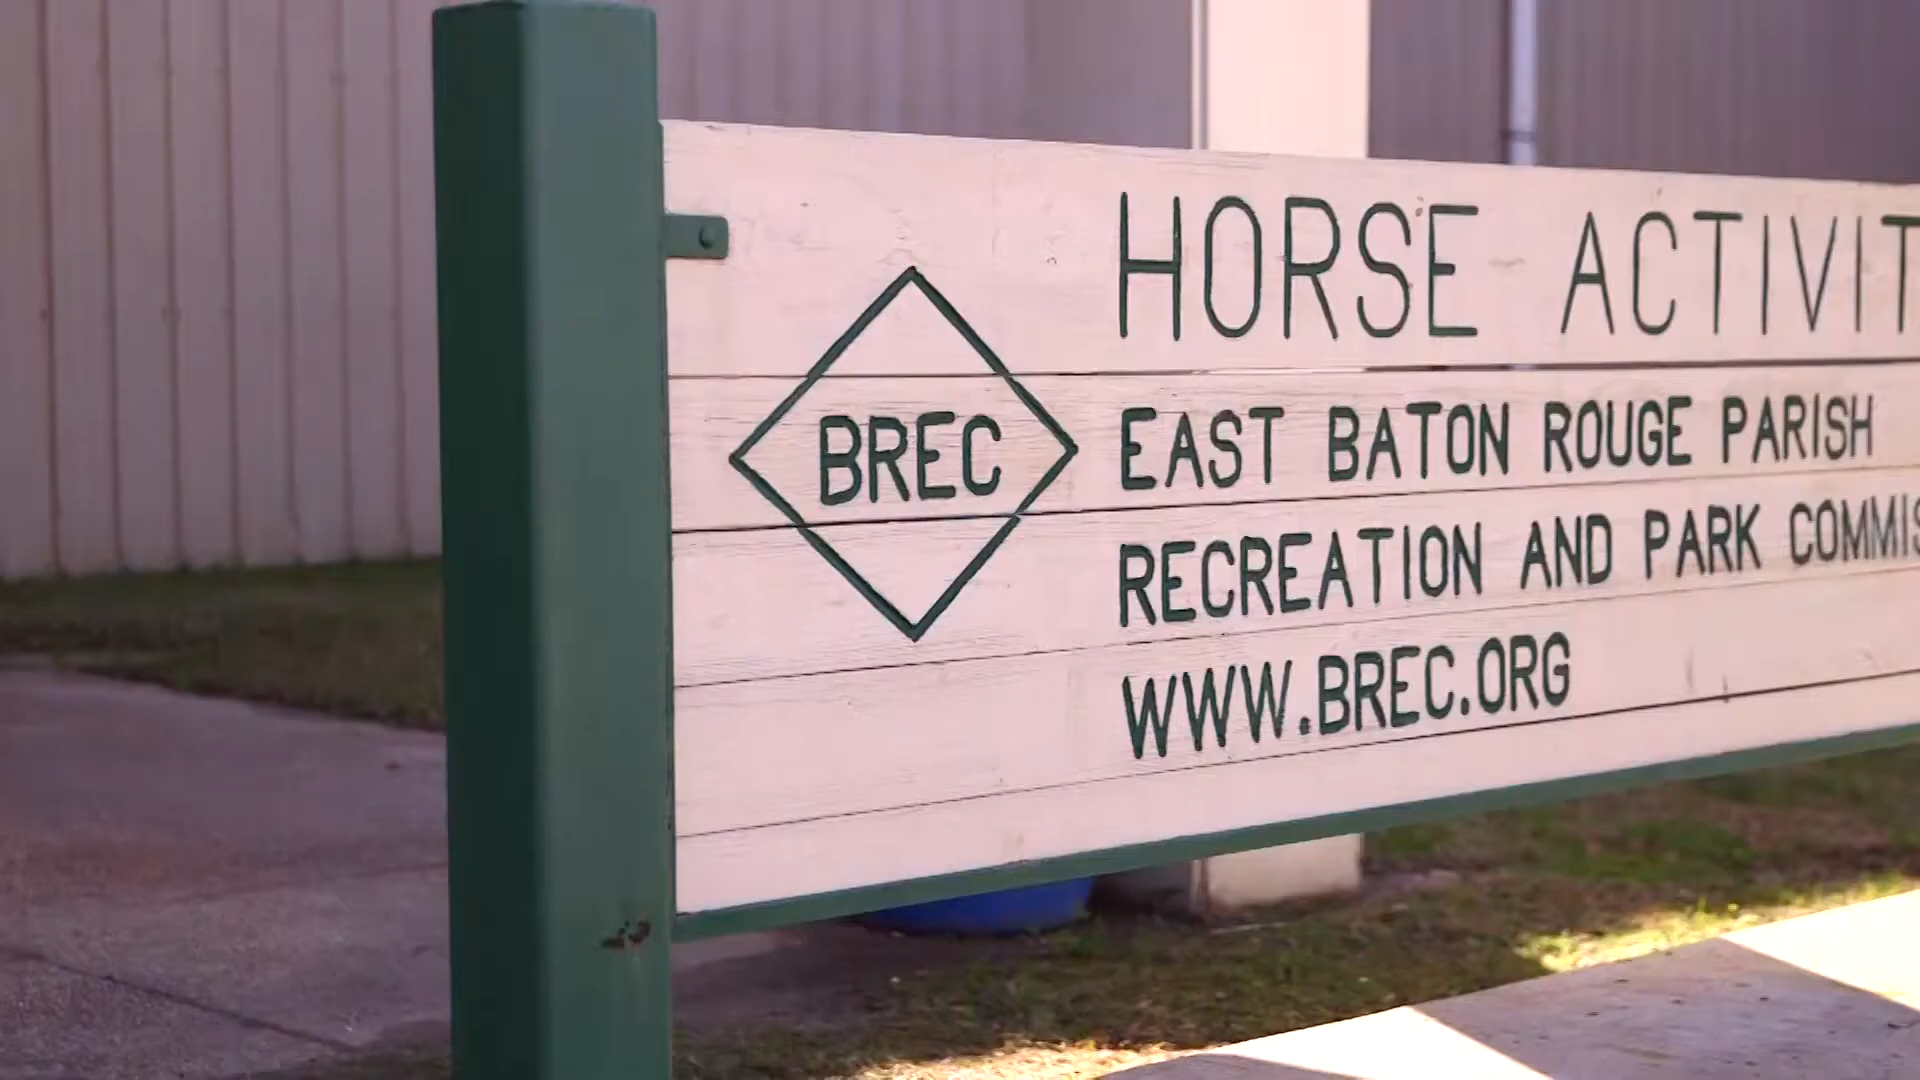 BREC
HORSE ACTIVIT
EAST BATON ROUGE PARISH
RECREATION AND PARK COMMIS
WWW.BREC.ORG